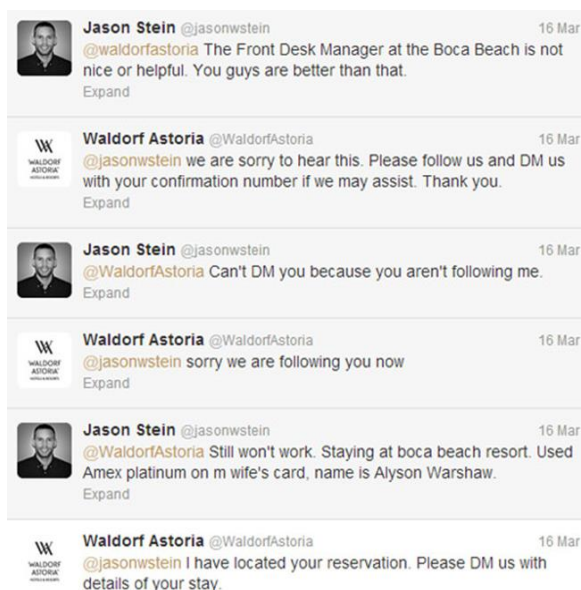 Jason Stein @jasonwstein 16 Mar
@waldorfastoria The Front Desk Manager at the Boca Beach is not
nice or helpful. You guys are better than that.
Expand
Waldorf Astoria @WaldorfAstoria 16 Mar
@jasonwstein we are sorry to hear this. Please follow us and DM us
with your confirmation number if we may assist. Thank you.
WALDORF
ASTORIA
Expand
Jason Stein @jasonwstein 16 Mar
@WaldorfAstoria Can't DM you because you aren't following me.
Expand
Waldorf Astoria @WaldorfAstoria 16 Mar
@jasonwstein sorry we are following you now
WALDORF
ASTORIA
Expand
Jason Stein @jasonwstein 16 Mar
@WaldorfAstoria Still won't work. Staying at boca beach resort. Used
Amex platinum on m wife's card, name is Alyson Warshaw.
Expand
Waldorf Astoria @WaldorfAstoria 16 Mar
@jasonwstein I have located your reservation. Please DM us with
details of your stay.
WALDORF
ASTORIA